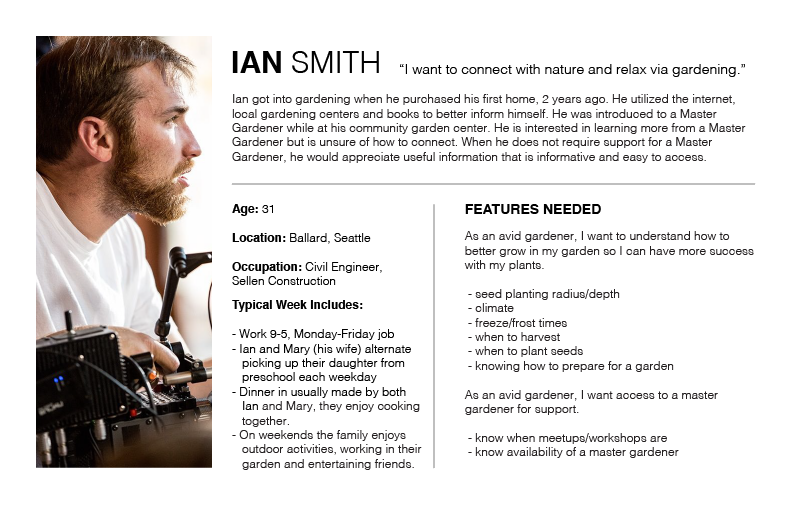 IAN SMITH “I want to connect with nature and relax via gardening.”
Ian got into gardening when he purchased his first home, 2 years ago. He utilized the internet,
local gardening centers and books to better inform himself. He was introduced to a Master
Gardener while at his community garden center. He is interested in learning more from a Master
Gardener but is unsure of how to connect. When he does not require support for a Master
Gardener, he would appreciate useful information that is informative and easy to access.
Age: 31
Location: Ballard, Seattle
Occupation: Civil Engineer,
Sellen Construction
Typical Week Includes:
- Work 9-5, Monday-Friday job
- Ian and Mary (his wife) alternate
picking up their daughter from
preschool each weekday
- Dinner in usually made by both
Ian and Mary, they enjoy cooking
together.
- On weekends the family enjoys
outdoor activities, working in their
garden and entertaining friends.
FEATURES NEEDED
As an avid gardener, I want to understand how to
better grow in my garden so I can have more success
with my plants.
- seed planting radius/depth
- climate
- freeze/frost times
- when to harvest
- when to plant seeds
- knowing how to prepare for a garden
As an avid gardener, I want access to a master
gardener for support.
- know when meetups/workshops are
- know availability of a master gardener